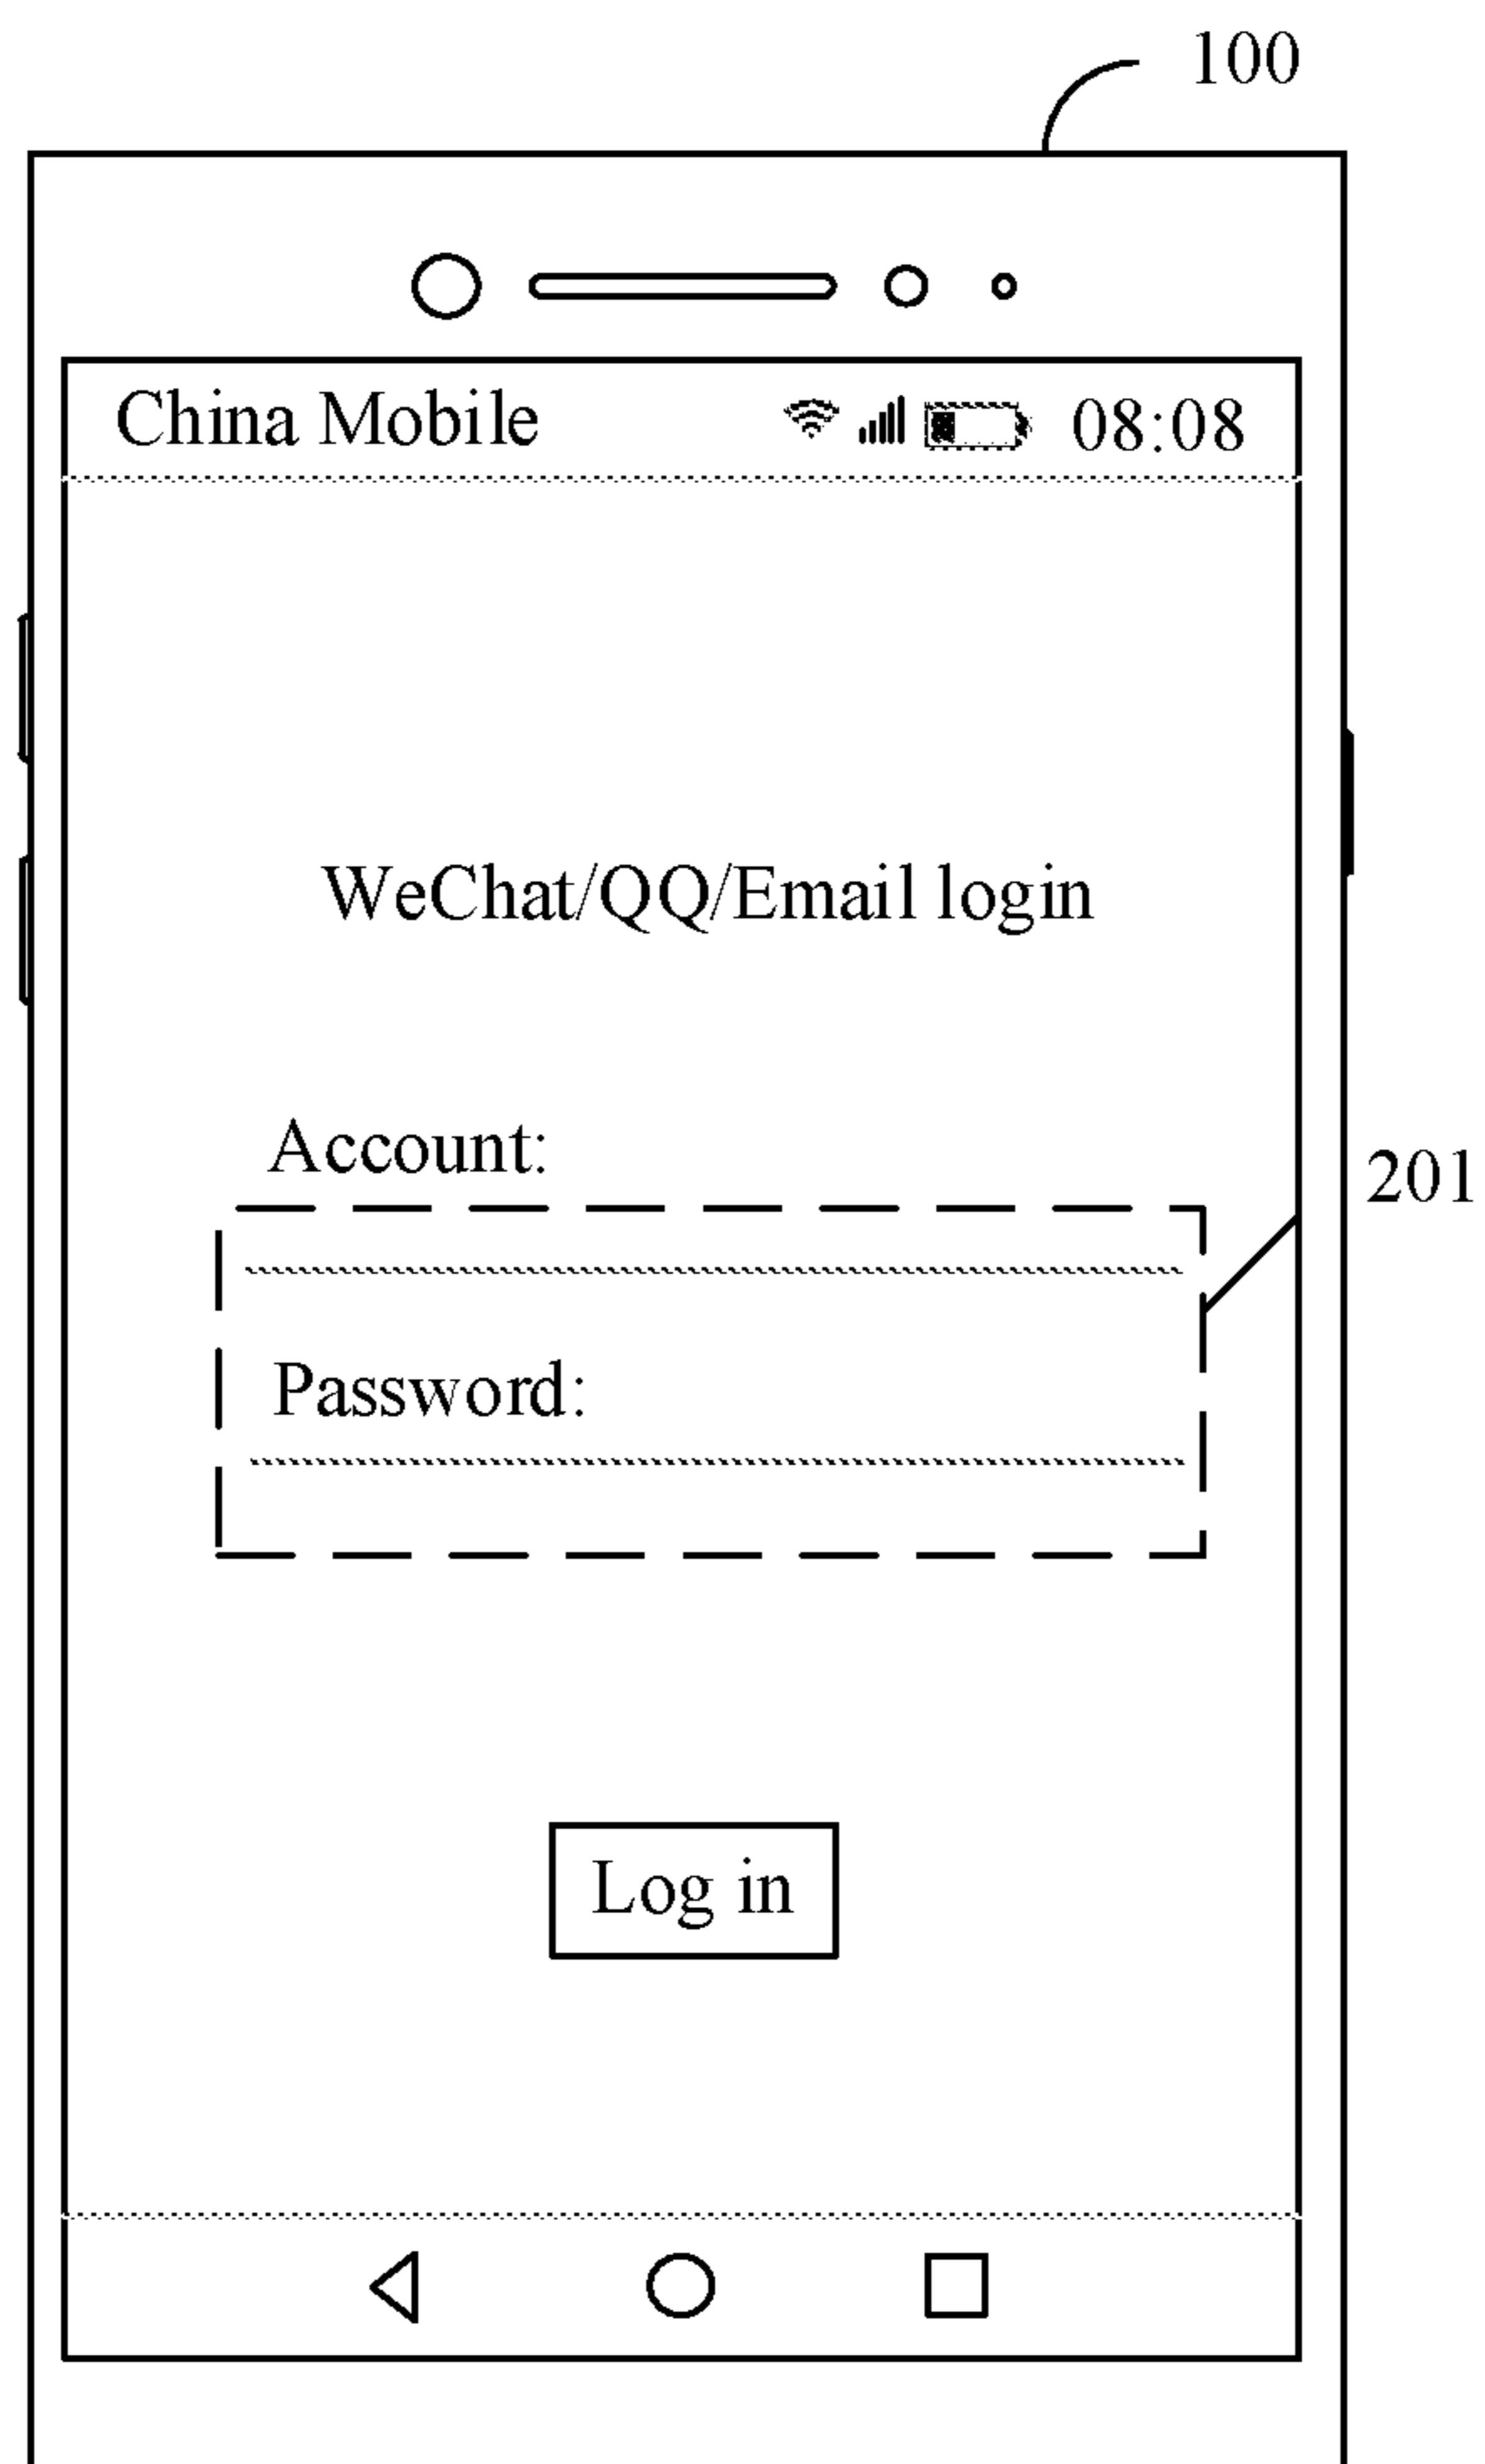 100
China Mobile 08:08
WeChat/QQ/Email login
Account:
201
Password:
Log in